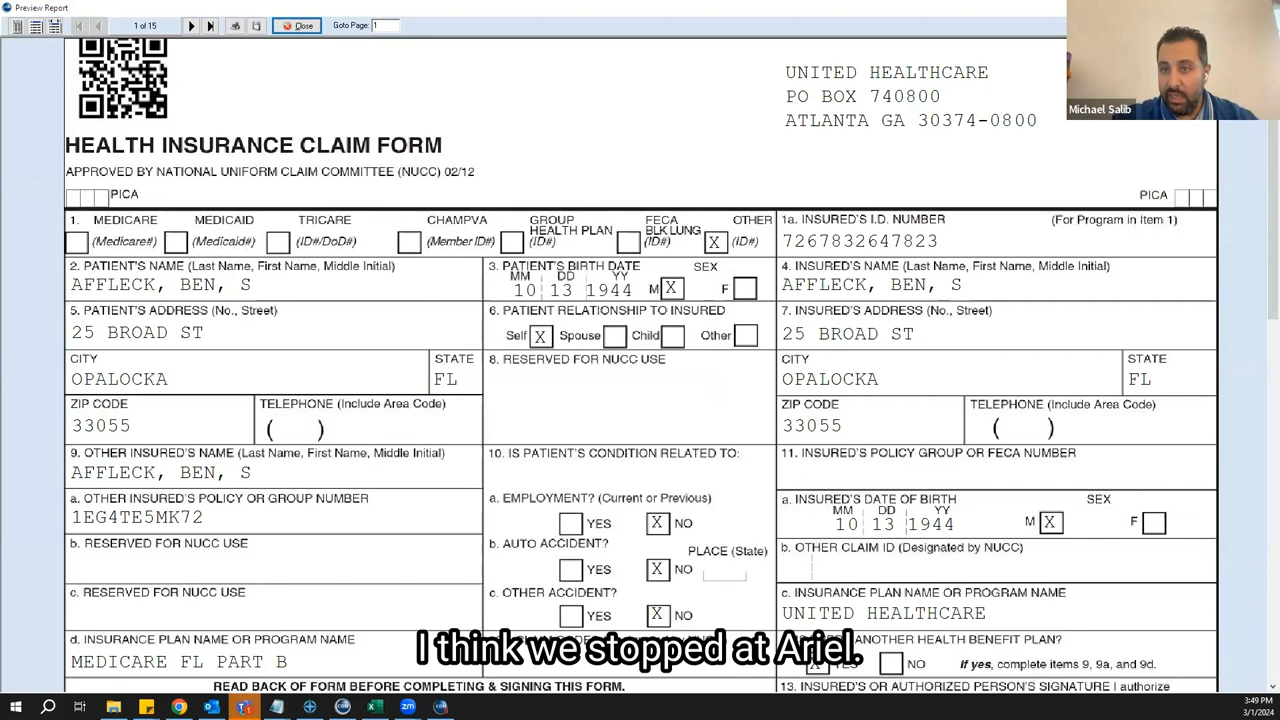 Preview Report
1 of 15
Close
Goto Page: 1
Michael Salib
UNITED HEALTHCARE
PO BOX 740800
ATLANTA GA 30374-0800
HEALTH INSURANCE CLAIM FORM
APPROVED BY NATIONAL UNIFORM CLAIM COMMITTEE (NUCC) 02/12
PICA
PICA
1. MEDICARE MEDICAID TRICARE CHAMPVA GROUP HEALTH PLAN FECA BLK LUNG OTHER
(Medicare#) (Medicaid#) (ID#/DoD#) (Member ID#) (ID#) (ID#) X (ID#)
1a. INSURED'S I.D. NUMBER (For Program in Item 1)
7267832647823
2. PATIENT'S NAME (Last Name, First Name, Middle Initial)
AFFLECK, BEN, S
3. PATIENT'S BIRTH DATE SEX
MM DD YY
10 13 1944 M X F
4. INSURED'S NAME (Last Name, First Name, Middle Initial)
AFFLECK, BEN, S
5. PATIENT'S ADDRESS (No., Street)
25 BROAD ST
6. PATIENT RELATIONSHIP TO INSURED
Self X Spouse Child Other
7. INSURED'S ADDRESS (No., Street)
25 BROAD ST
CITY STATE
OPALOCKA FL
8. RESERVED FOR NUCC USE
CITY STATE
OPALOCKA FL
ZIP CODE TELEPHONE (Include Area Code)
33055 ( )
ZIP CODE TELEPHONE (Include Area Code)
33055 ( )
9. OTHER INSURED'S NAME (Last Name, First Name, Middle Initial)
AFFLECK, BEN, S
10. IS PATIENT'S CONDITION RELATED TO:
11. INSURED'S POLICY GROUP OR FECA NUMBER
a. OTHER INSURED'S POLICY OR GROUP NUMBER
1EG4TE5MK72
a. EMPLOYMENT? (Current or Previous)
YES X NO
a. INSURED'S DATE OF BIRTH SEX
MM DD YY
10 13 1944 M X F
b. RESERVED FOR NUCC USE
b. AUTO ACCIDENT? PLACE (State)
YES X NO
b. OTHER CLAIM ID (Designated by NUCC)
c. RESERVED FOR NUCC USE
c. OTHER ACCIDENT?
YES X NO
c. INSURANCE PLAN NAME OR PROGRAM NAME
UNITED HEALTHCARE
d. INSURANCE PLAN NAME OR PROGRAM NAME
MEDICARE FL PART B
ANOTHER HEALTH BENEFIT PLAN?
X NO If yes, complete items 9, 9a, and 9d.
I think we stopped at Ariel.
READ BACK OF FORM BEFORE COMPLETING & SIGNING THIS FORM.
13. INSURED'S OR AUTHORIZED PERSON'S SIGNATURE I authorize
3:49 PM
3/1/2024